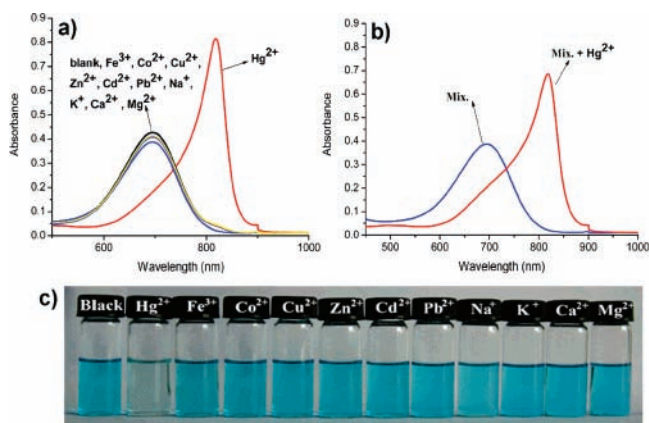 a)
Hg²⁺
blank, Fe³⁺, Co²⁺, Cu²⁺,
Zn²⁺, Cd²⁺, Pb²⁺, Na⁺,
K⁺, Ca²⁺, Mg²⁺
Absorbance
0.9
0.8
0.7
0.6
0.5
0.4
0.3
0.2
0.1
0.0
600
800
1000
Wavelength (nm)
b)
Mix. + Hg²⁺
Mix.
Absorbance
0.9
0.8
0.7
0.6
0.5
0.4
0.3
0.2
0.1
0.0
500
600
700
800
900
1000
Wavelength (nm)
c)
Black Hg²⁺ Fe³⁺ Co²⁺ Cu²⁺ Zn²⁺ Cd²⁺ Pb²⁺ Na⁺ K⁺ Ca²⁺ Mg²⁺